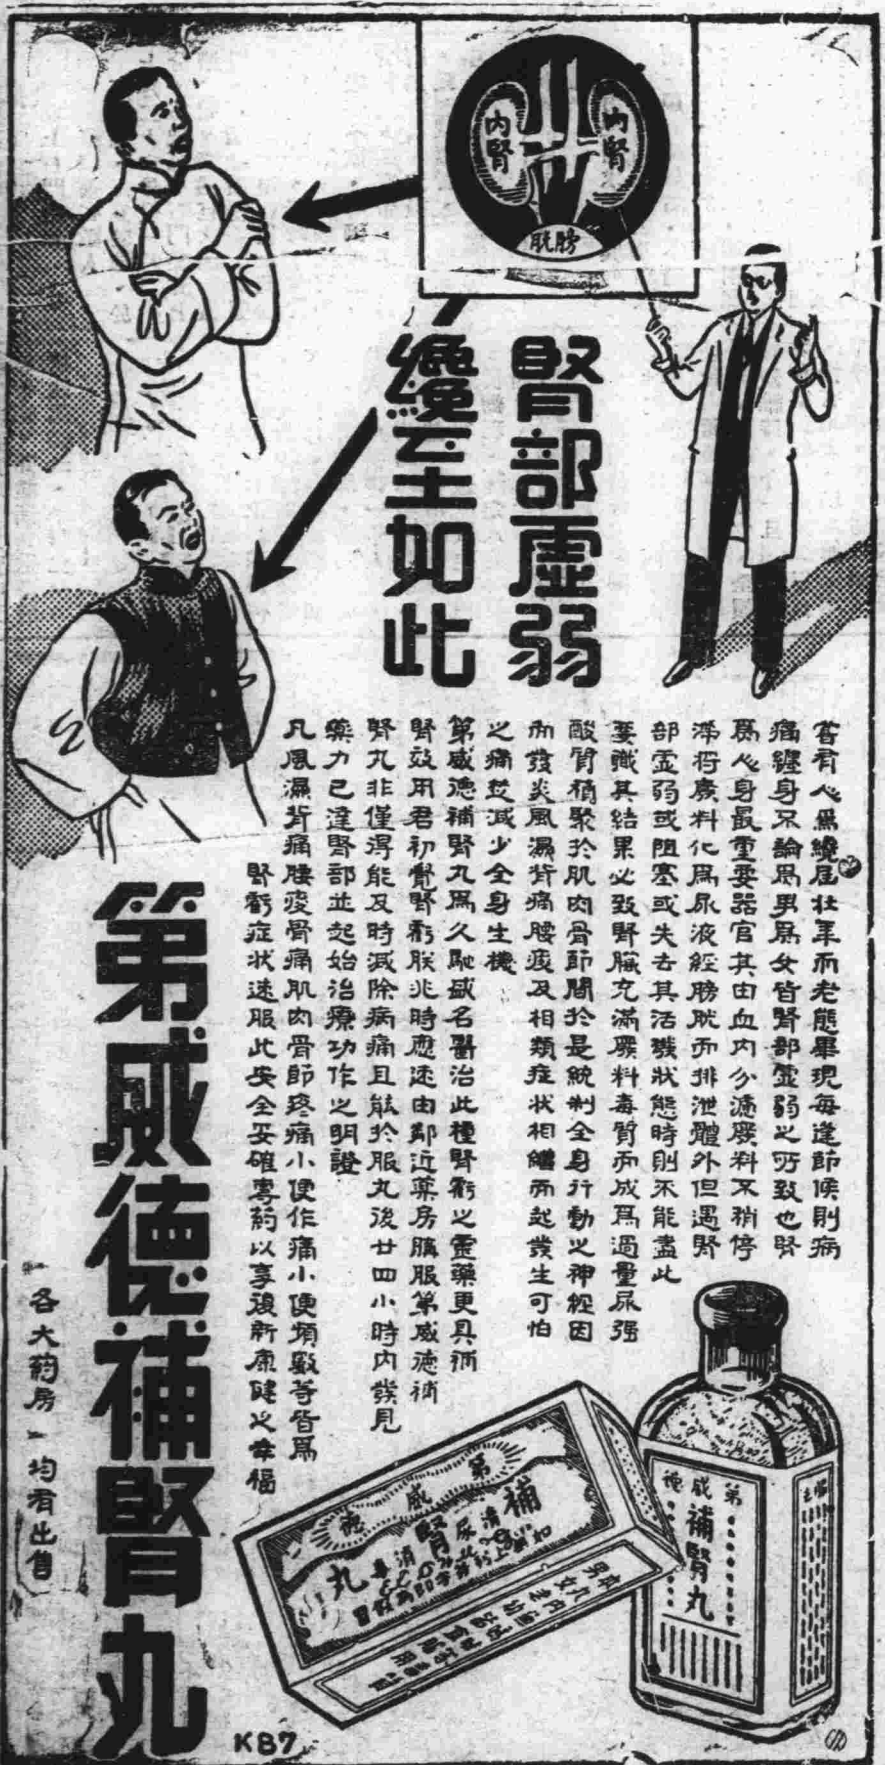 內腎
內腎
膀胱
腎部虛弱
纔至如此
若有人焉纔屆壯年而老態畢現每逢節候則病
痛纏身不論爲男爲女皆腎部虛弱之所致也腎
爲人身最重要器官其由血內分濾廢料不稍停
滯將廢料化爲尿液經膀胱而排泄體外但遇腎
部虛弱或阻塞或失去其活潑狀態時則不能盡此
要職其結果必致腎臟充滿廢料毒質而成爲過量尿强
酸質積聚於肌肉骨節間於是統制全身行動之神經因
而發炎風濕背痛腰痠及相類症狀相繼而起發生可怕
之痛楚减少全身生機
第威德補腎丸爲久馳盛名醫治此種腎虧之靈藥更具補
腎效用君初覺腎虧朕兆時應速由鄰近藥房購服第威德補
腎丸非僅得能及時減除病痛且能於服丸後廿四小時內發見
藥力已達腎部並起始治療功作之明證
凡風濕背痛腰痠骨痛肌肉骨節疼痛小便作痛小便頻數等皆爲
腎虧症狀速服此安全妥確專药以享復新康健之幸福
第威德補腎丸
各大药房均有出售
第威德
補腎丸
第威德
補腎丸
KB7